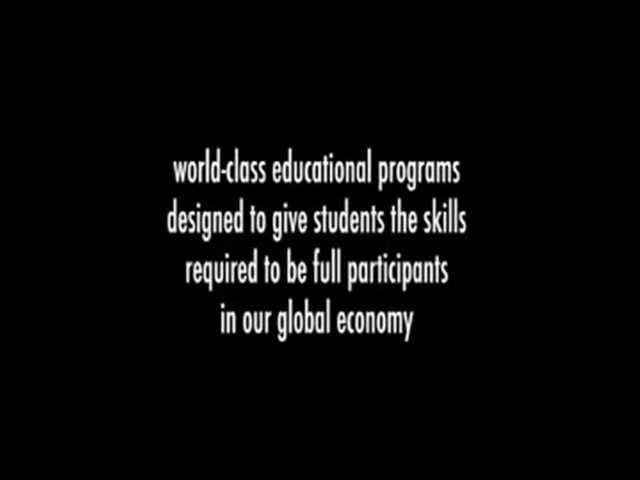 world-class educational programs
designed to give students the skills
required to be full participants
in our global economy